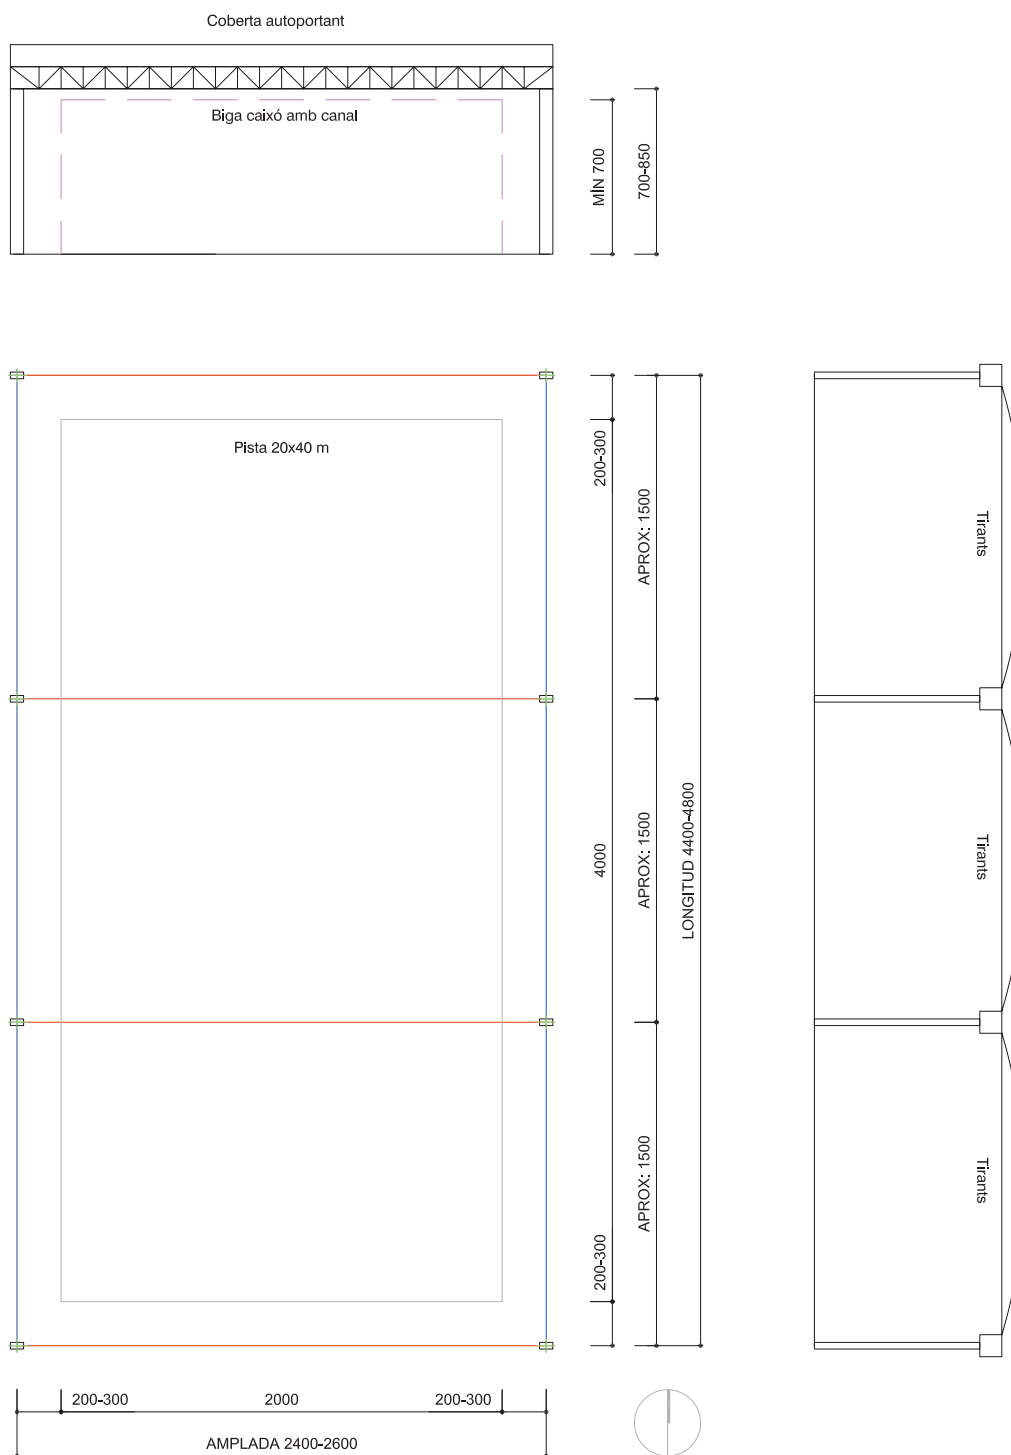 Coberta autoportant
Biga caixó amb canal
MÍN 700
700-850
Pista 20x40 m
200-300
APROX: 1500
Tirants
4000
APROX: 1500
LONGITUD 4400-4800
Tirants
200-300
APROX: 1500
Tirants
200-300
2000
200-300
AMPLADA 2400-2600